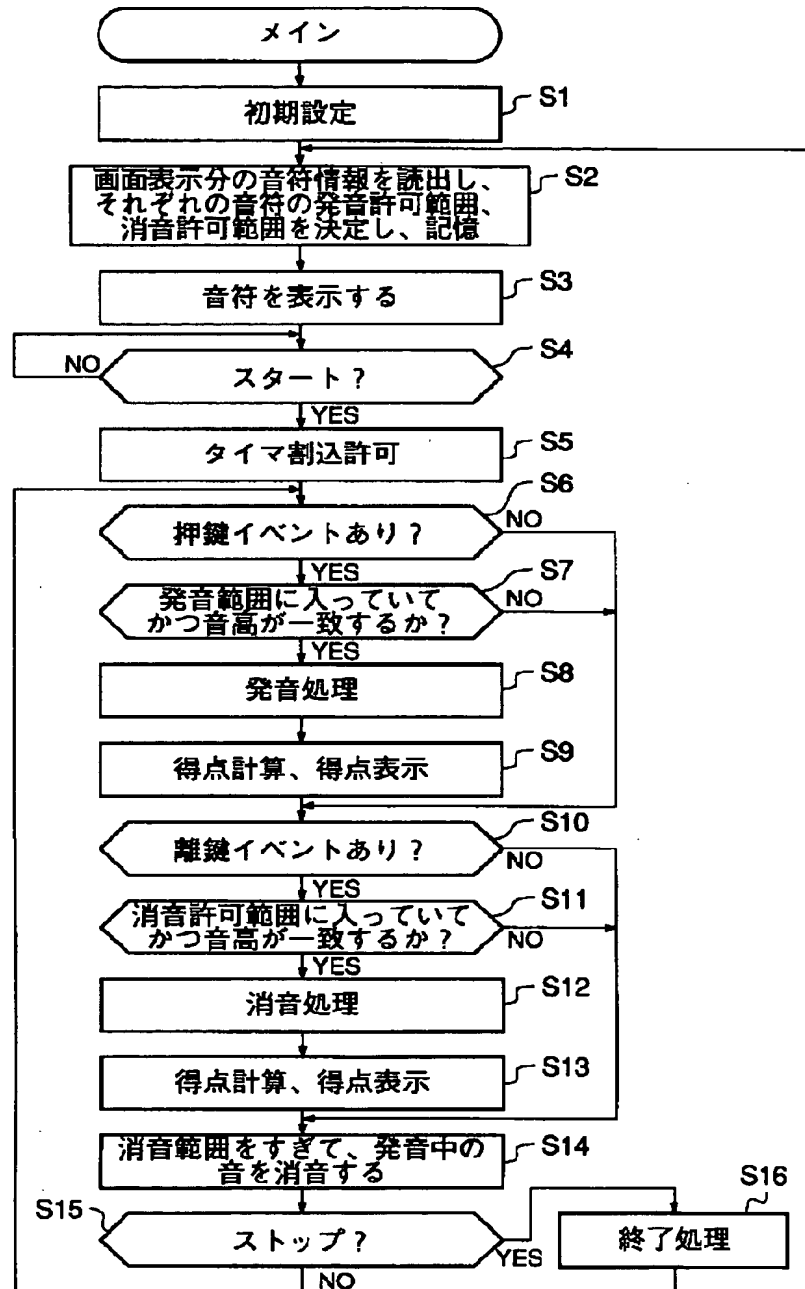 メイン
初期設定
S1
画面表示分の音符情報を読出し、
それぞれの音符の発音許可範囲、
消音許可範囲を決定し、記憶
S2
音符を表示する
S3
スタート？
S4
NO
YES
タイマ割込許可
S5
押鍵イベントあり？
S6
NO
YES
発音範囲に入っていて
かつ音高が一致するか？
S7
NO
YES
発音処理
S8
得点計算、得点表示
S9
離鍵イベントあり？
S10
NO
YES
消音許可範囲に入っていて
かつ音高が一致するか？
S11
NO
YES
消音処理
S12
得点計算、得点表示
S13
消音範囲をすぎて、発音中の
音を消音する
S14
S15
ストップ？
YES
NO
終了処理
S16